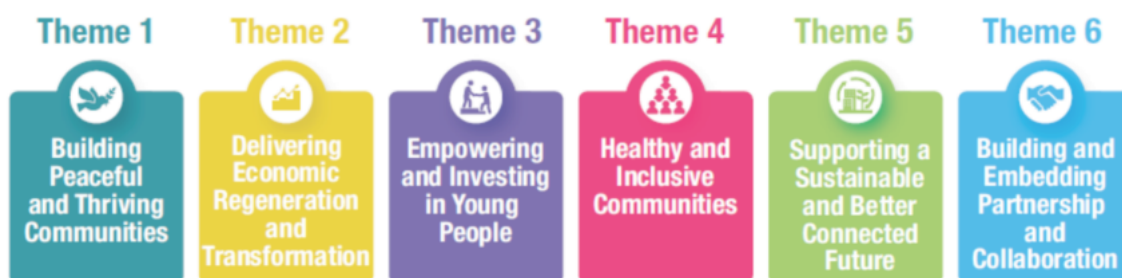 Theme 1
Building
Peaceful
and Thriving
Communities
Theme 2
Delivering
Economic
Regeneration
and
Transformation
Theme 3
Empowering
and Investing
in Young
People
Theme 4
Healthy and
Inclusive
Communities
Theme 5
Supporting a
Sustainable
and Better
Connected
Future
Theme 6
Building and
Embedding
Partnership
and
Collaboration